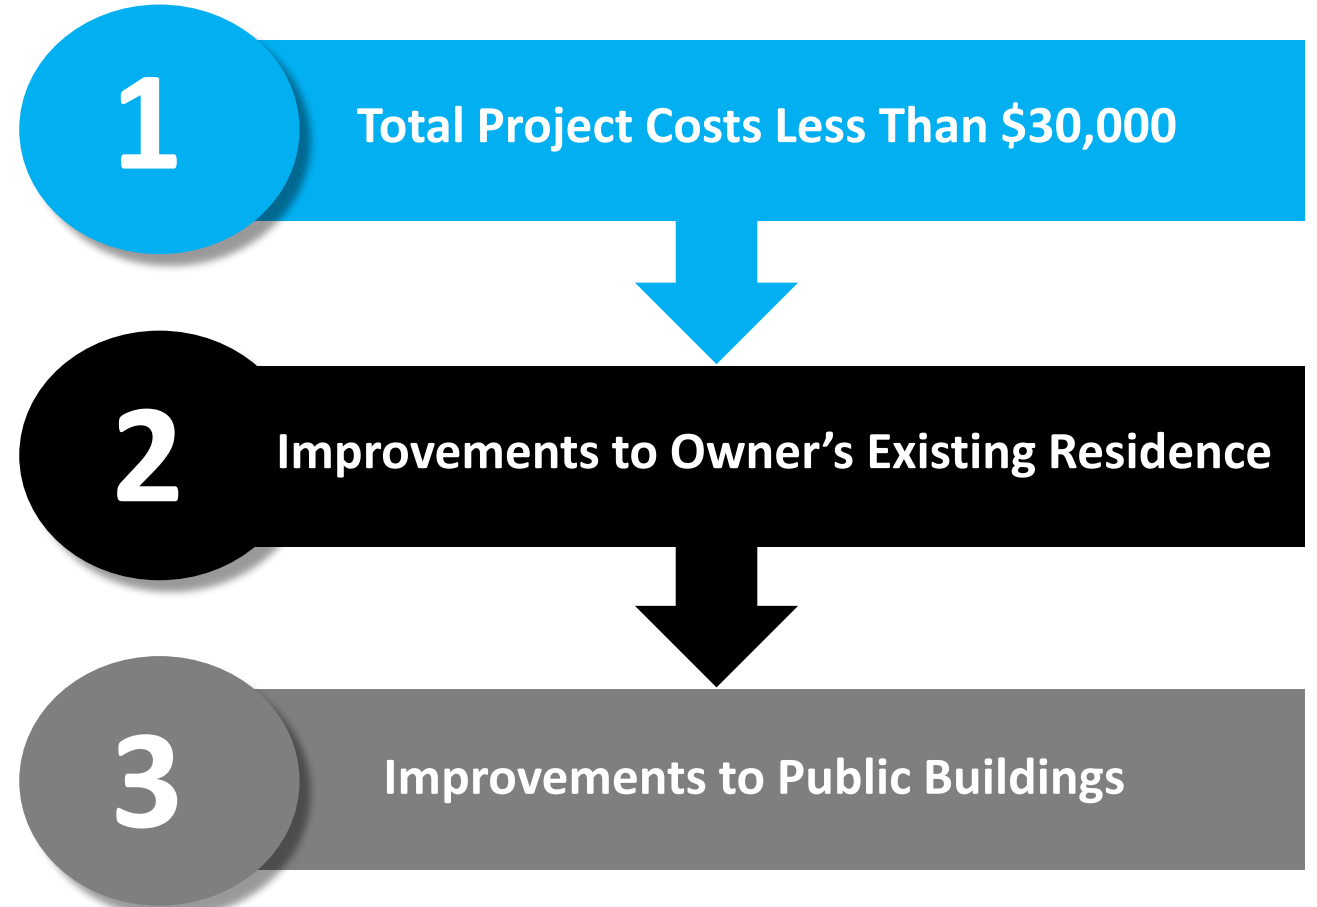 1
Total Project Costs Less Than $30,000
2
Improvements to Owner’s Existing Residence
3
Improvements to Public Buildings